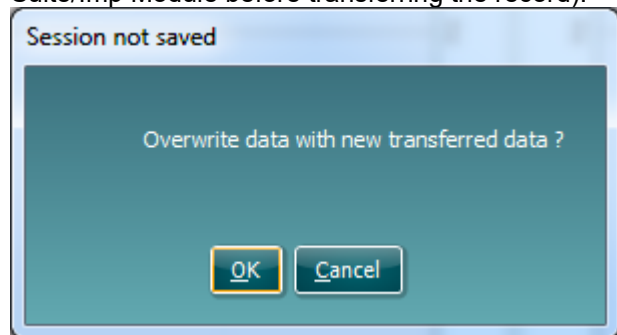 Suite/Imp Module before transferring the record).
Session not saved
Overwrite data with new transferred data ?
OK
Cancel